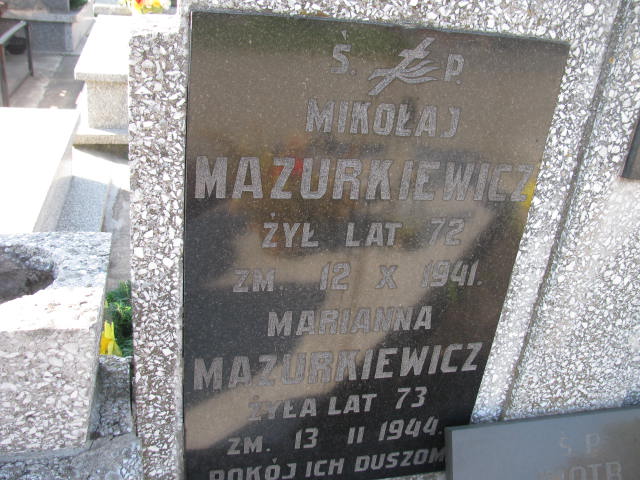 Ś. P.
MIKOŁAJ
MAZURKIEWICZ
ŻYŁ LAT 72
ZM. 12 X 1941.
MARIANNA
MAZURKIEWICZ
ŻYŁA LAT 73
ZM. 13 II 1944.
POKÓJ ICH DUSZOM
Ś. P.
PIOTR